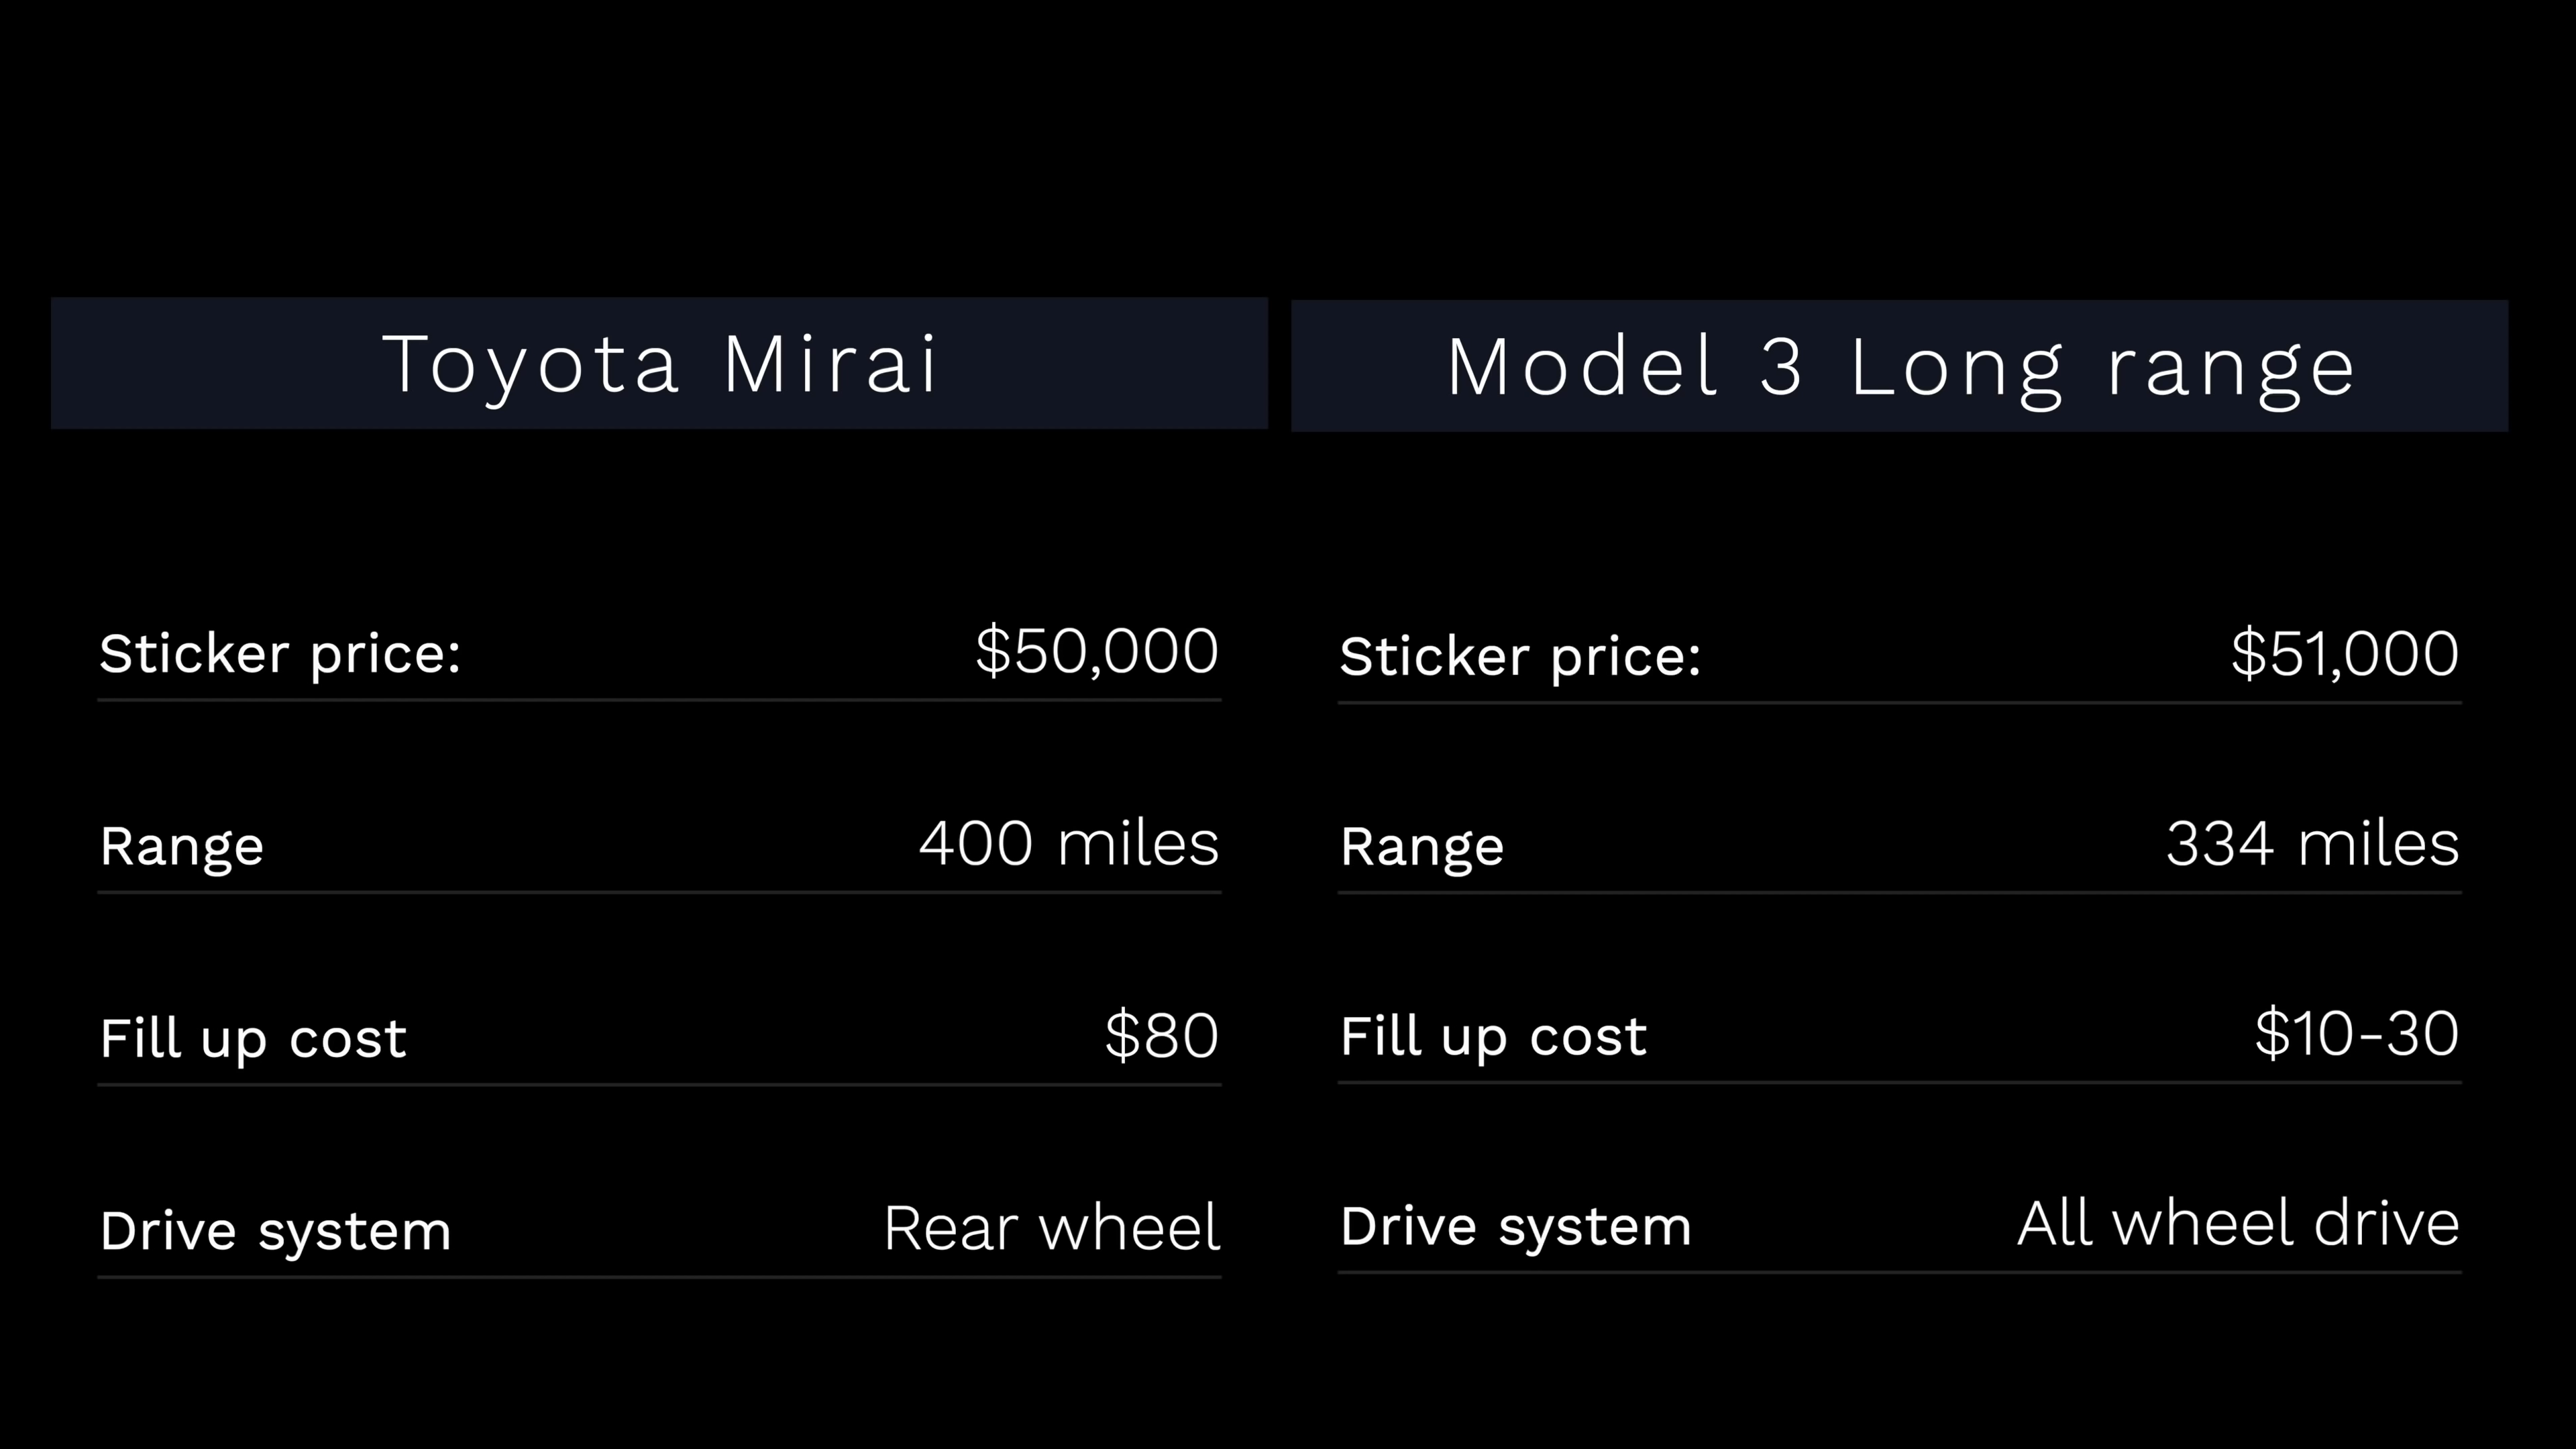 Toyota Mirai
Sticker price: $50,000
Range 400 miles
Fill up cost $80
Drive system Rear wheel
Model 3 Long range
Sticker price: $51,000
Range 334 miles
Fill up cost $10-30
Drive system All wheel drive